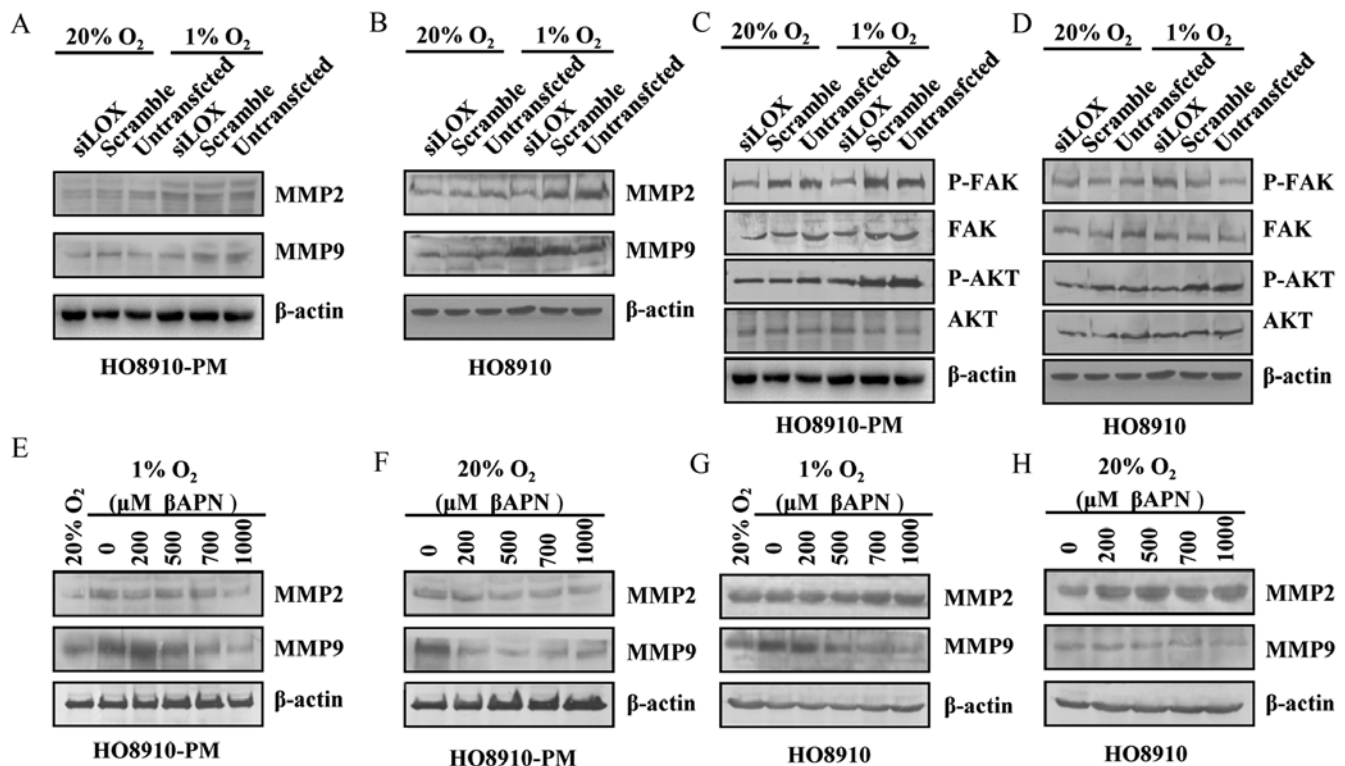 A
20% O₂ 1% O₂
siLOX Scramble Untransfcted siLOX Scramble Untransfcted
MMP2
MMP9
β-actin
HO8910-PM
B
20% O₂ 1% O₂
siLOX Scramble Untransfcted siLOX Scramble Untransfcted
MMP2
MMP9
β-actin
HO8910
C
20% O₂ 1% O₂
siLOX Scramble Untransfcted siLOX Scramble Untransfcted
P-FAK
FAK
P-AKT
AKT
β-actin
HO8910-PM
D
20% O₂ 1% O₂
siLOX Scramble Untransfcted siLOX Scramble Untransfcted
P-FAK
FAK
P-AKT
AKT
β-actin
HO8910
E
1% O₂
(μM βAPN )
20% O₂ 0 200 500 700 1000
MMP2
MMP9
β-actin
HO8910-PM
F
20% O₂
(μM βAPN )
0 200 500 700 1000
MMP2
MMP9
β-actin
HO8910-PM
G
1% O₂
(μM βAPN )
20% O₂ 0 200 500 700 1000
MMP2
MMP9
β-actin
HO8910
H
20% O₂
(μM βAPN )
0 200 500 700 1000
MMP2
MMP9
β-actin
HO8910